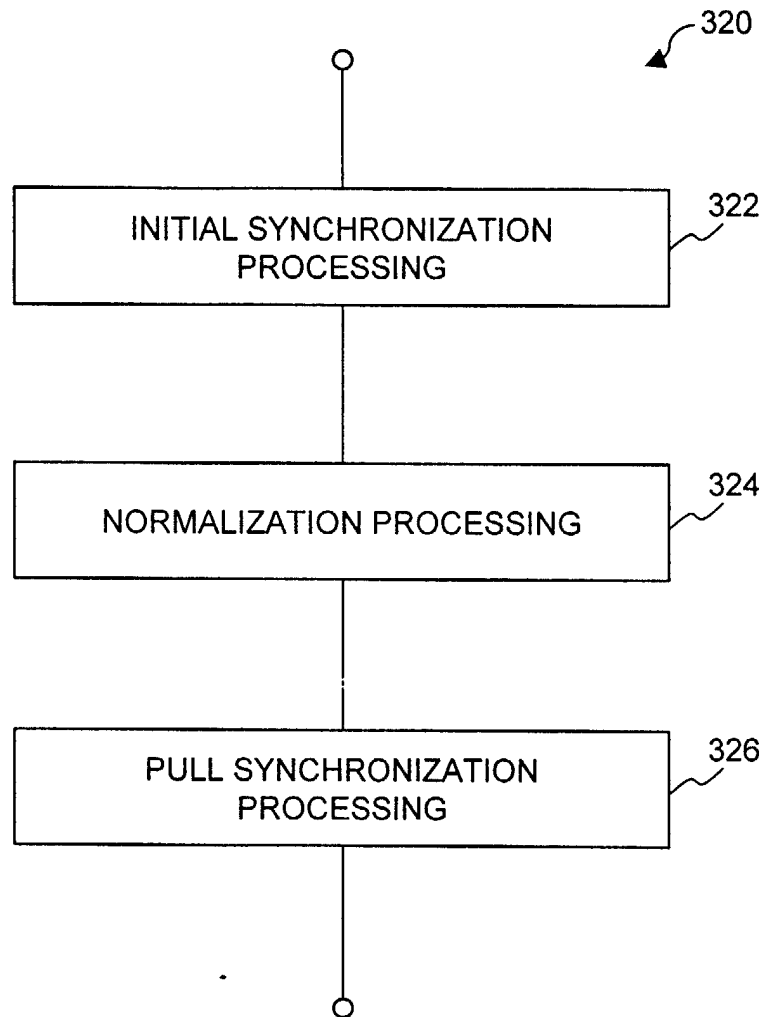 320
INITIAL SYNCHRONIZATION
PROCESSING
322
NORMALIZATION PROCESSING
324
PULL SYNCHRONIZATION
PROCESSING
326